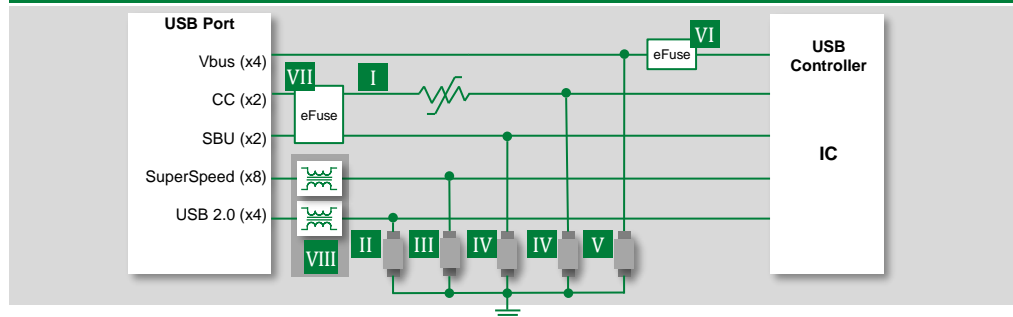 USB Port
VI
Vbus (x4)
eFuse
USB
Controller
VII
I
CC (x2)
eFuse
SBU (x2)
IC
SuperSpeed (x8)
USB 2.0 (x4)
VIII
II
III
IV
IV
V